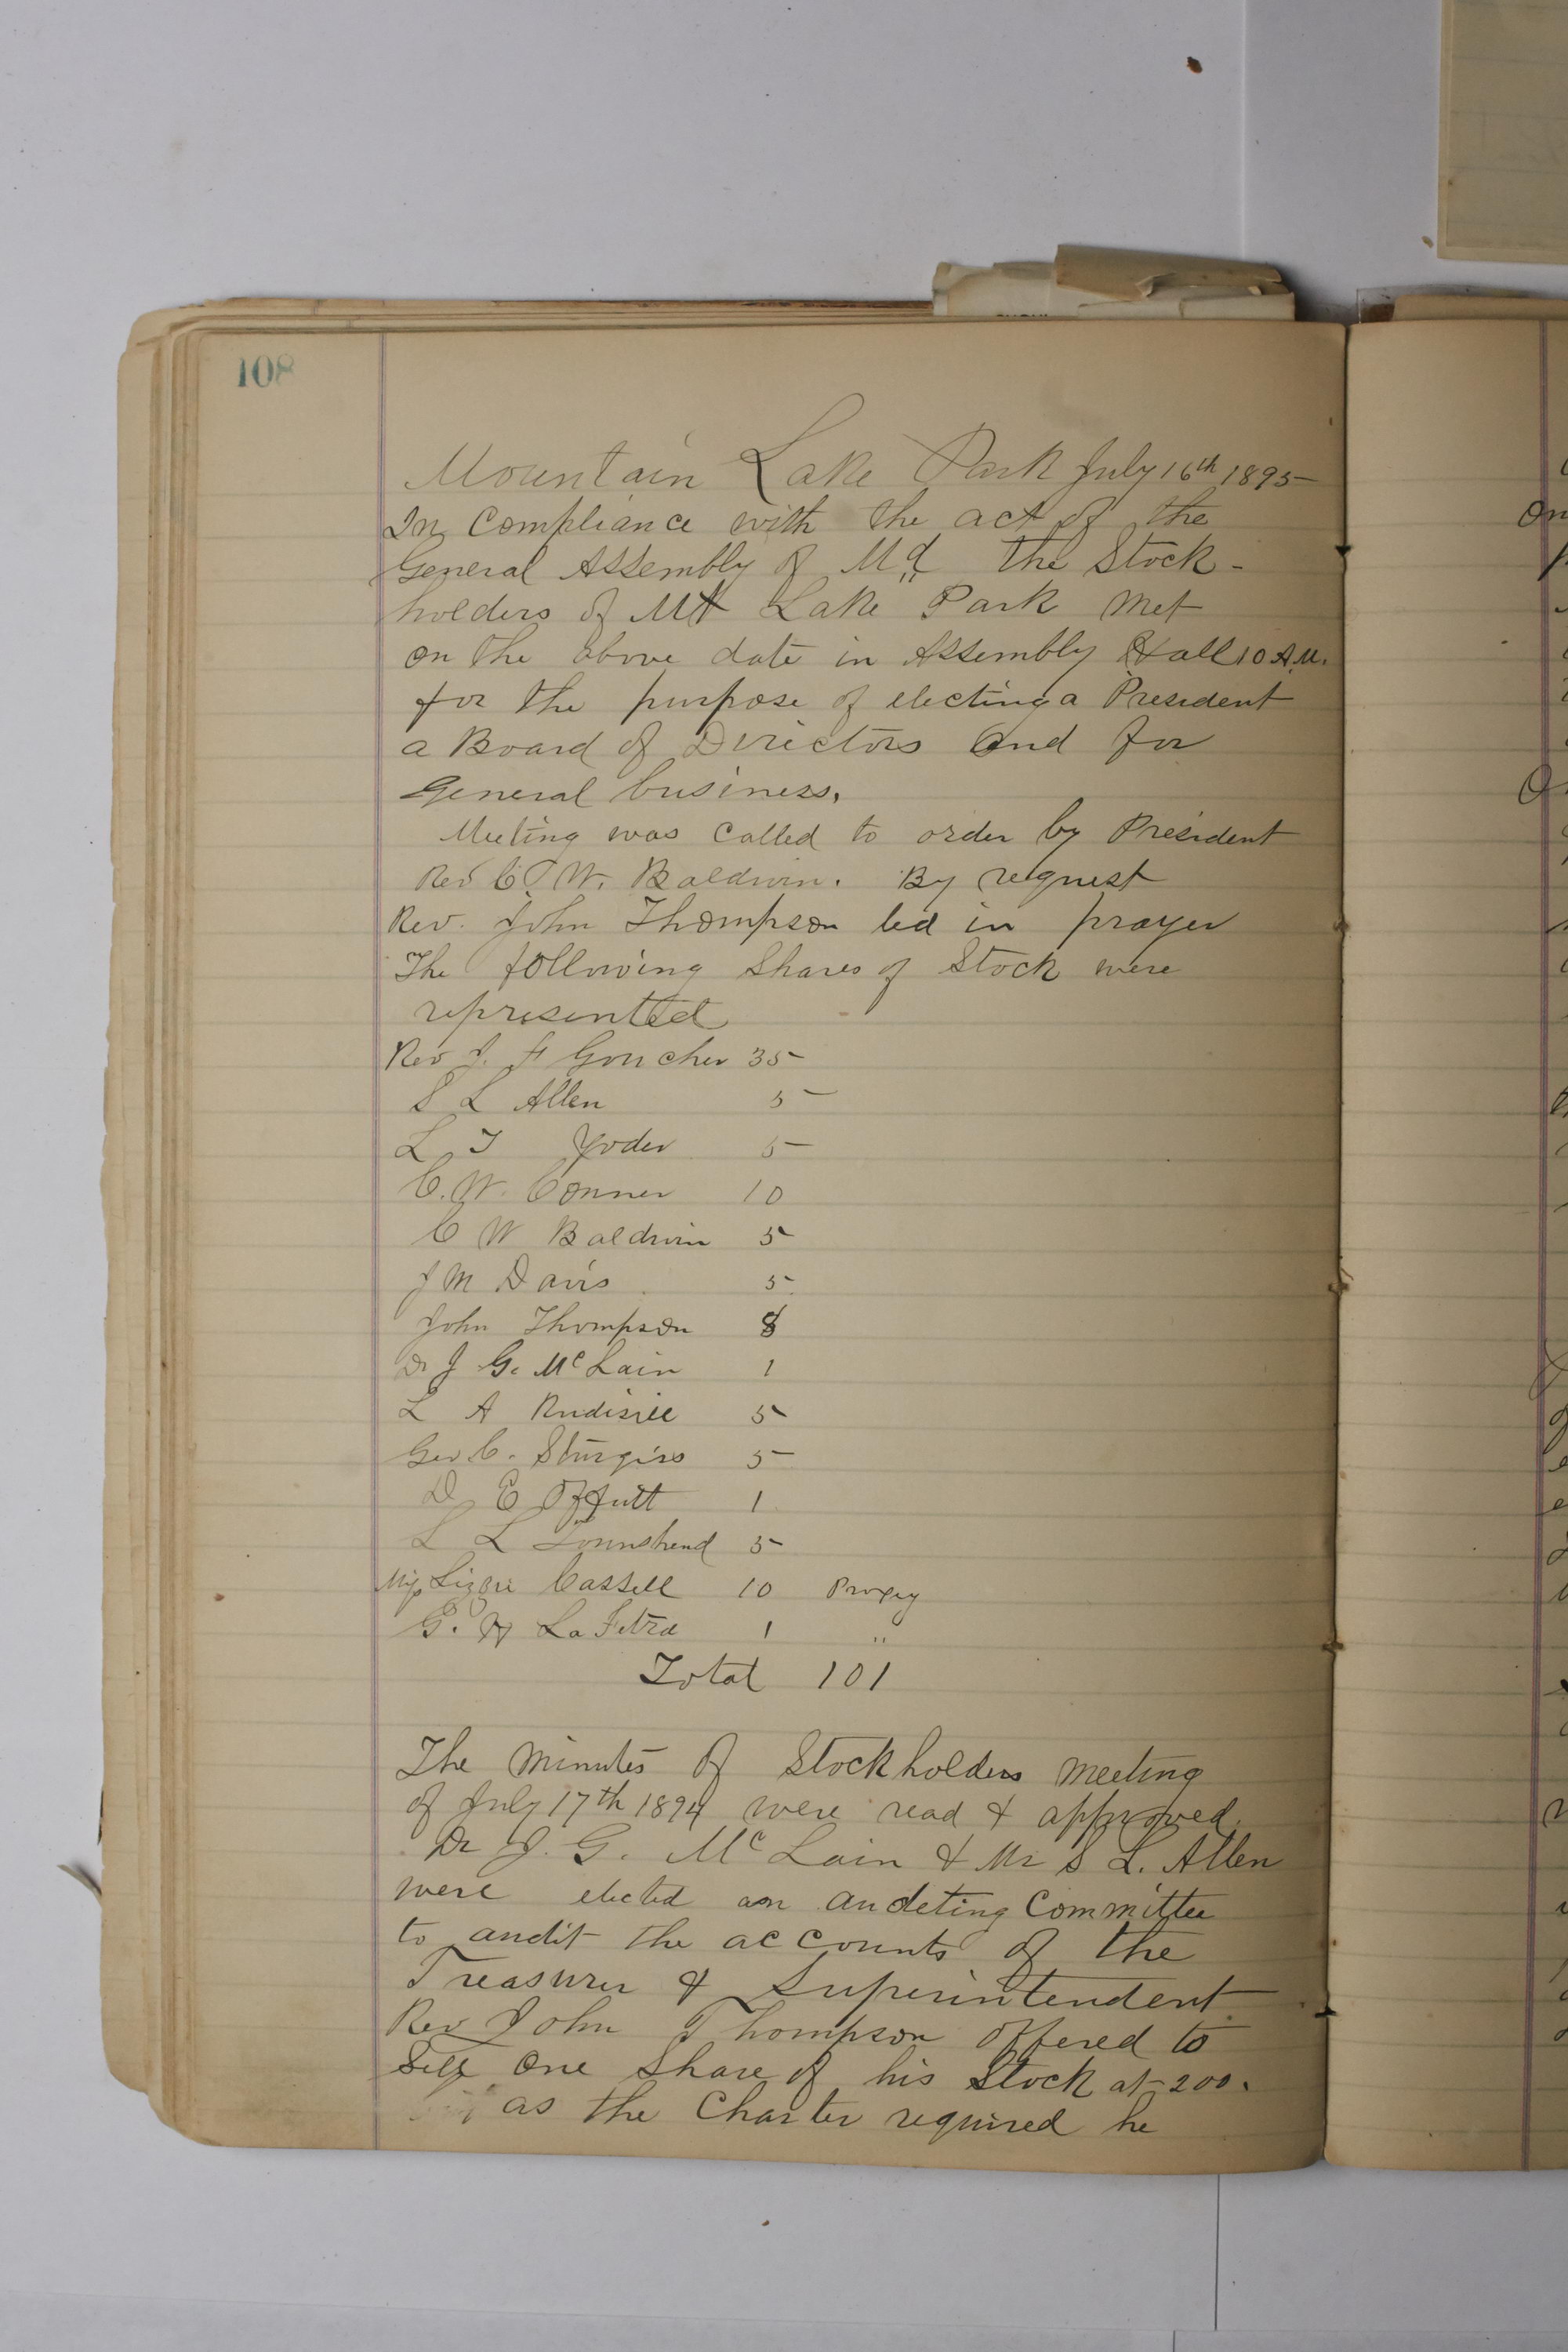 108
Mountain Lake Park July 16th 1895
In Compliance with the act of the
General Assembly of Md the Stock-
holders of Mt Lake Park met
on the above date in Assembly Hall 10 A.M.
for the purpose of electing a President
a Board of Directors and for
General business.
Meeting was called to order by President
Rev C. W. Baldwin. By request
Rev. John Thompson led in prayer
The following Shares of Stock were
represented
Rev J. F Goucher 35
S L Allen 5
L T Yoder 5
C. W. Conner 10
C W Baldwin 5
J M Davis 5
John Thompson 8
Dr J G. McLain 1
L A Rudisill 5
Geo C. Sturgiss 5
D E Offutt 1
L L Townshend 5
Miss Lizzie Cassell 10 Proxy
G. H La Fetra 1 "
Total 101
The Minutes of Stockholders Meeting
of July 17th 1894 were read & approved.
Dr J. G. McLain & Mr S L. Allen
were elected an audeting Committee
to audit the accounts of the
Treasurer & Superintendent
Rev John Thompson offered to
Sell One Share of his Stock at 200.
as the Charter required he
On